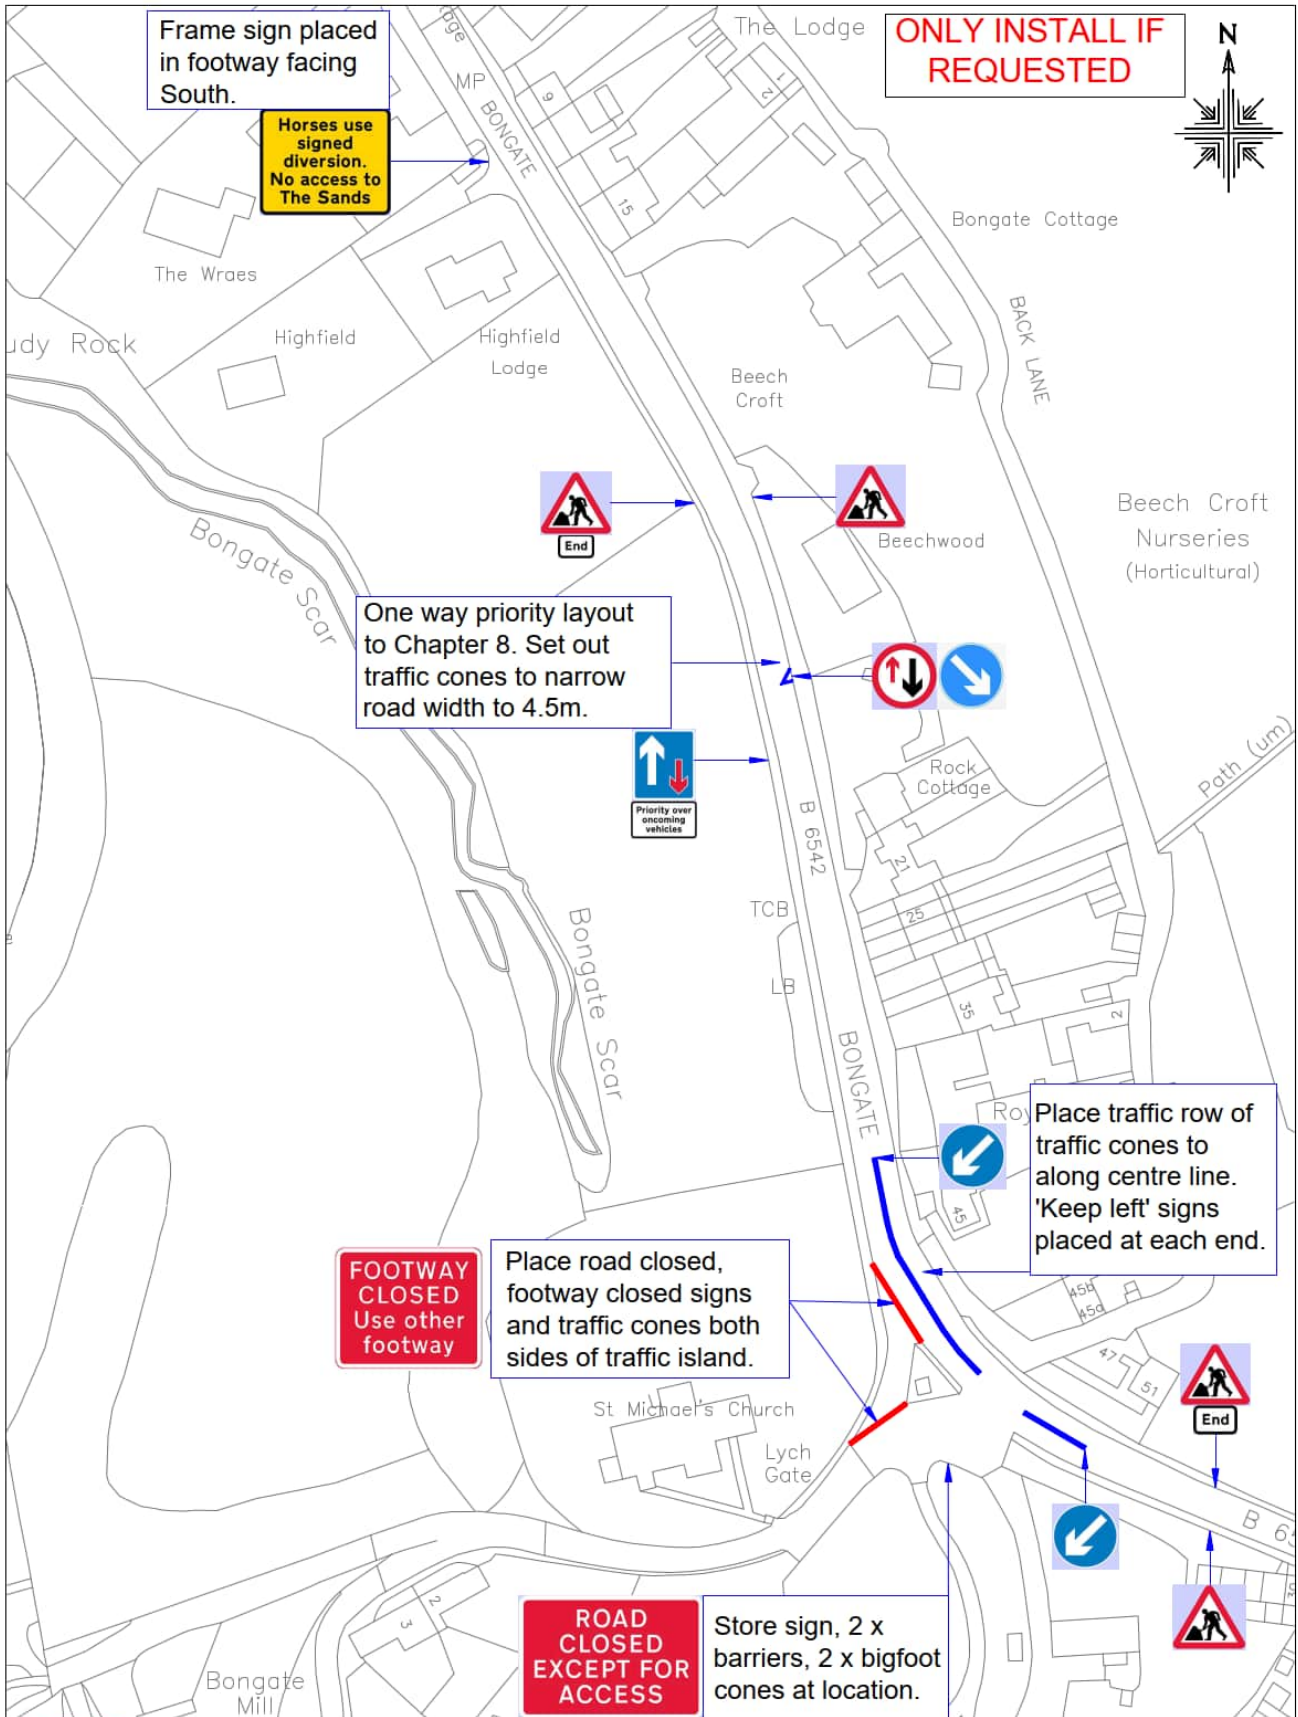 Frame sign placed
in footway facing
South.
Horses use
signed
diversion.
No access to
The Sands
MP
BONGATE
9
15
The Lodge
1
2
ONLY INSTALL IF
REQUESTED
N
Bongate Cottage
BACK LANE
The Wraes
udy Rock
Highfield
Highfield
Lodge
Beech
Croft
Beech Croft
Nurseries
(Horticultural)
Beechwood
End
Bongate Scar
One way priority layout
to Chapter 8. Set out
traffic cones to narrow
road width to 4.5m.
Priority over
oncoming
vehicles
Rock
Cottage
Path (um)
B 6542
21
25
TCB
LB
35
2
Bongate Scar
BONGATE
Roy
Place traffic row of
traffic cones to
along centre line.
'Keep left' signs
placed at each end.
45
45b
45a
47
51
FOOTWAY
CLOSED
Use other
footway
Place road closed,
footway closed signs
and traffic cones both
sides of traffic island.
St Michael's Church
Lych
Gate
End
B 65
2
3
Bongate
Mill
ROAD
CLOSED
EXCEPT FOR
ACCESS
Store sign, 2 x
barriers, 2 x bigfoot
cones at location.